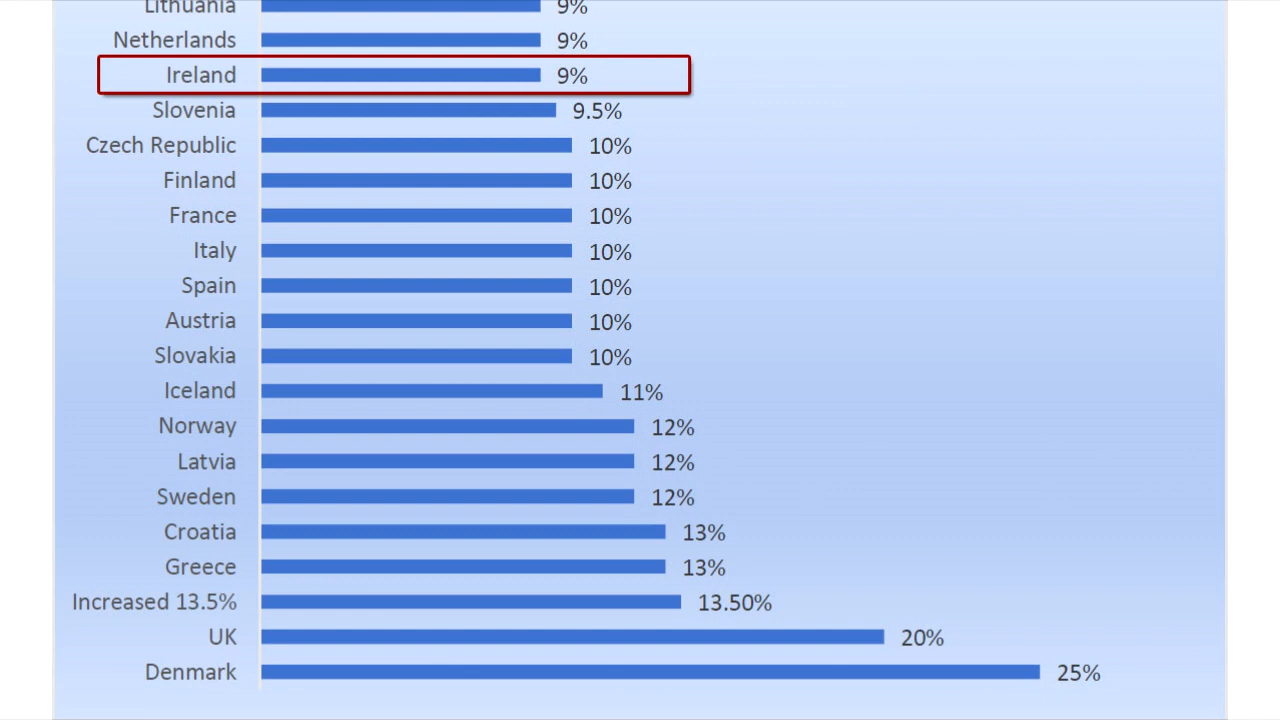 Lithuania 9%
Netherlands 9%
Ireland 9%
Slovenia 9.5%
Czech Republic 10%
Finland 10%
France 10%
Italy 10%
Spain 10%
Austria 10%
Slovakia 10%
Iceland 11%
Norway 12%
Latvia 12%
Sweden 12%
Croatia 13%
Greece 13%
Increased 13.5% 13.50%
UK 20%
Denmark 25%